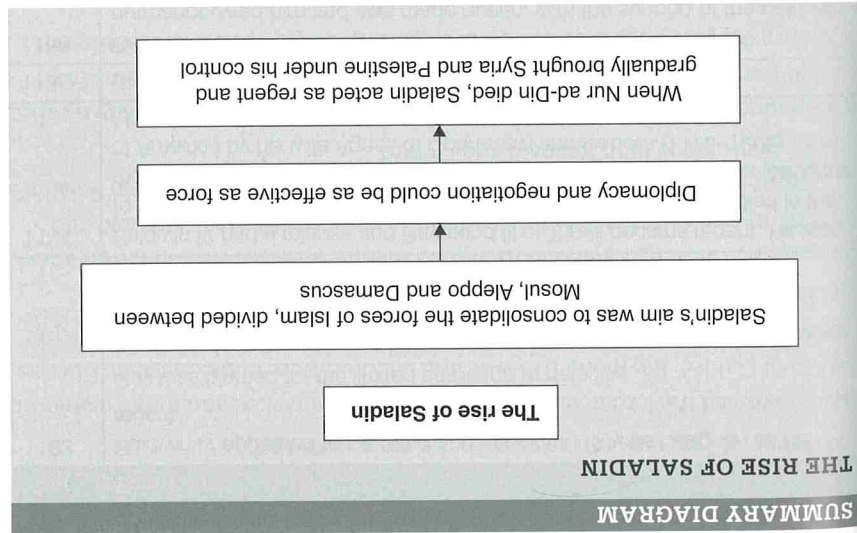 SUMMARY DIAGRAM
THE RISE OF SALADIN
The rise of Saladin
Saladin's aim was to consolidate the forces of Islam, divided between
Mosul, Aleppo and Damascus
Diplomacy and negotiation could be as effective as force
When Nur ad-Din died, Saladin acted as regent and
gradually brought Syria and Palestine under his control